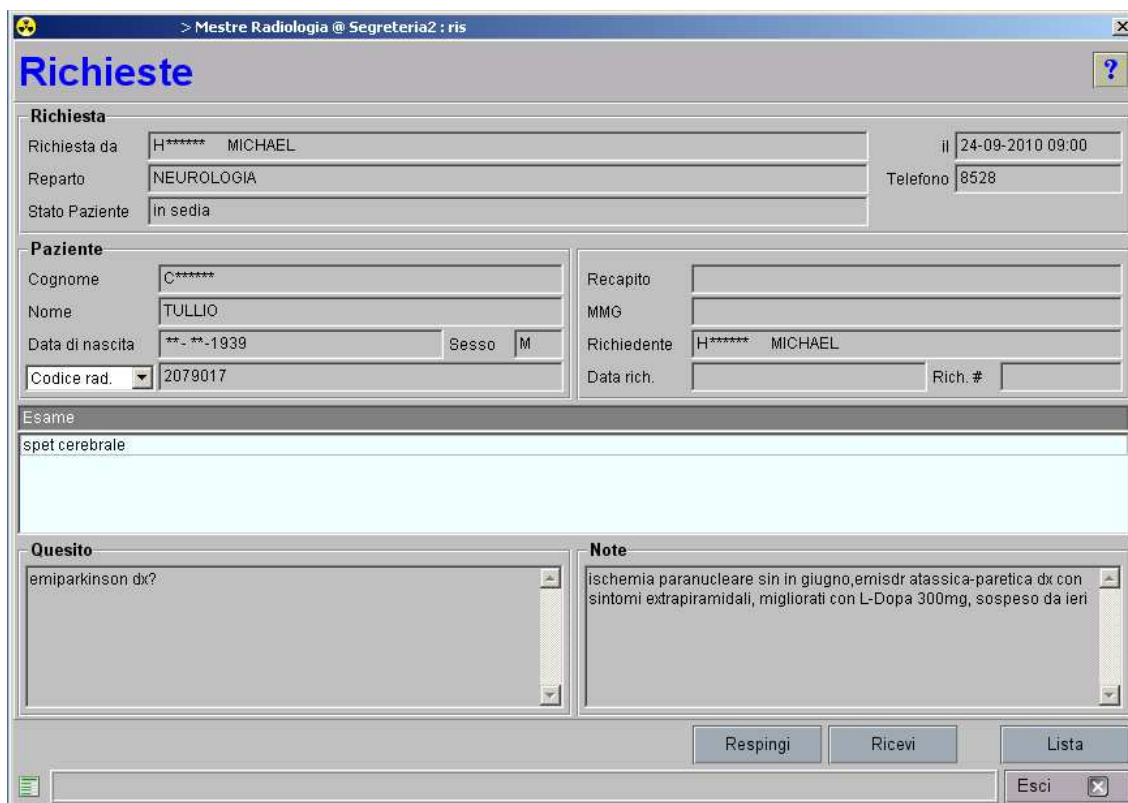 > Mestre Radiologia @ Segreteria2 : ris
Richieste
?
Richiesta
Richiesta da H****** MICHAEL il 24-09-2010 09:00
Reparto NEUROLOGIA Telefono 8528
Stato Paziente in sedia
Paziente
Cognome C******
Nome TULLIO
Data di nascita **- **-1939 Sesso M
Codice rad. 2079017
Recapito
MMG
Richiedente H****** MICHAEL
Data rich. Rich. #
Esame
spet cerebrale
Quesito
emiparkinson dx?
Note
ischemia paranucleare sin in giugno,emisdr atassica-paretica dx con
sintomi extrapiramidali, migliorati con L-Dopa 300mg, sospeso da ieri
Respingi Ricevi Lista
Esci